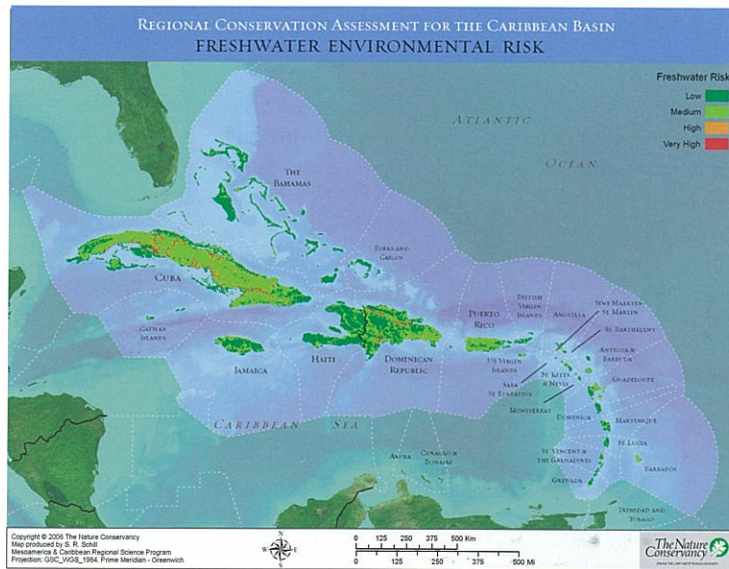 REGIONAL CONSERVATION ASSESSMENT FOR THE CARIBBEAN BASIN
FRESHWATER ENVIRONMENTAL RISK
Freshwater Risk
Low
Medium
High
Very High
ATLANTIC
OCEAN
THE
BAHAMAS
TURKS AND
CAICOS
CUBA
CAYMAN
ISLANDS
JAMAICA
HAITI
DOMINICAN
REPUBLIC
PUERTO
RICO
BRITISH
VIRGIN
ISLANDS
ANGUILLA
SINT MAARTEN
ST. MARTIN
ST. BARTHELEMY
ANTIGUA &
BARBUDA
US VIRGIN
ISLANDS
SABA
ST. EUSTATIUS
ST. KITTS
& NEVIS
GUADELOUPE
MONTSERRAT
DOMINICA
MARTINIQUE
ST. LUCIA
ST. VINCENT &
THE GRENADINES
BARBADOS
GRENADA
CARIBBEAN SEA
ARUBA
CURACAO &
BONAIRE
TRINIDAD AND
TOBAGO
Copyright © 2006 The Nature Conservancy
Map produced by S. R. Schill
Mesoamerica & Caribbean Regional Science Program
Projection: GSC_WGS_1984, Prime Meridian - Greenwich
N
W E
S
0 125 250 375 500 Km
0 125 250 375 500 Mi
The Nature
Conservancy